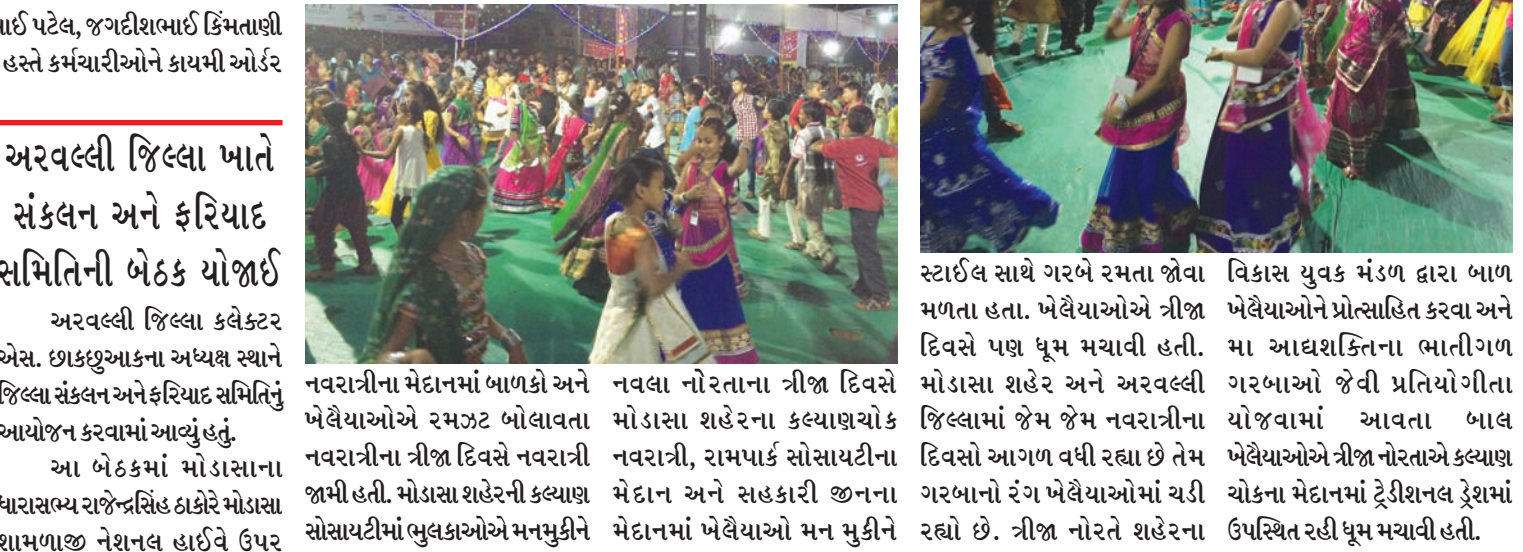 ાઈ પટેલ, જગદીશભાઈ કિંમતાણી
હસ્તે કર્મચારીઓને કાયમી ઓર્ડર
અરવલ્લી જિલ્લા ખાતે
સંકલન અને ફરિયાદ
સમિતિની બેઠક યોજાઈ
અરવલ્લી જિલ્લા કલેક્ટર
એસ. છાકછુઆકના અધ્યક્ષ સ્થાને
જિલ્લા સંકલન અને ફરિયાદ સમિતિનું
આયોજન કરવામાં આવ્યું હતું.
આ બેઠકમાં મોડાસાના
ધારાસભ્ય રાજેન્દ્રસિંહ ઠાકોરે મોડાસા
શામળાજી નેશનલ હાઈવે ઉપર
નવરાત્રીના મેદાનમાં બાળકો અને
ખેલૈયાઓએ રમઝટ બોલાવતા
નવરાત્રીના ત્રીજા દિવસે નવરાત્રી
જામી હતી. મોડાસા શહેરની કલ્યાણ
સોસાયટીમાં ભુલકાઓએ મનમુકીને
નવલા નોરતાના ત્રીજા દિવસે
મોડાસા શહેરના કલ્યાણચોક
નવરાત્રી, રામપાર્ક સોસાયટીના
મેદાન અને સહકારી જીનના
મેદાનમાં ખેલૈયાઓ મન મુકીને
સ્ટાઈલ સાથે ગરબે રમતા જોવા
મળતા હતા. ખેલૈયાઓએ ત્રીજા
દિવસે પણ ધૂમ મચાવી હતી.
મોડાસા શહેર અને અરવલ્લી
જિલ્લામાં જેમ જેમ નવરાત્રીના
દિવસો આગળ વધી રહ્યા છે તેમ
ગરબાનો રંગ ખેલૈયાઓમાં ચડી
રહ્યો છે. ત્રીજા નોરતે શહેરના
વિકાસ યુવક મંડળ દ્વારા બાળ
ખેલૈયાઓને પ્રોત્સાહિત કરવા અને
મા આદ્યશક્તિના ભાતીગળ
ગરબાઓ જેવી પ્રતિયોગીતા
યોજવામાં આવતા બાલ
ખેલૈયાઓએ ત્રીજા નોરતાએ કલ્યાણ
ચોકના મેદાનમાં ટ્રેડીશનલ ડ્રેશમાં
ઉપસ્થિત રહી ધૂમ મચાવી હતી.